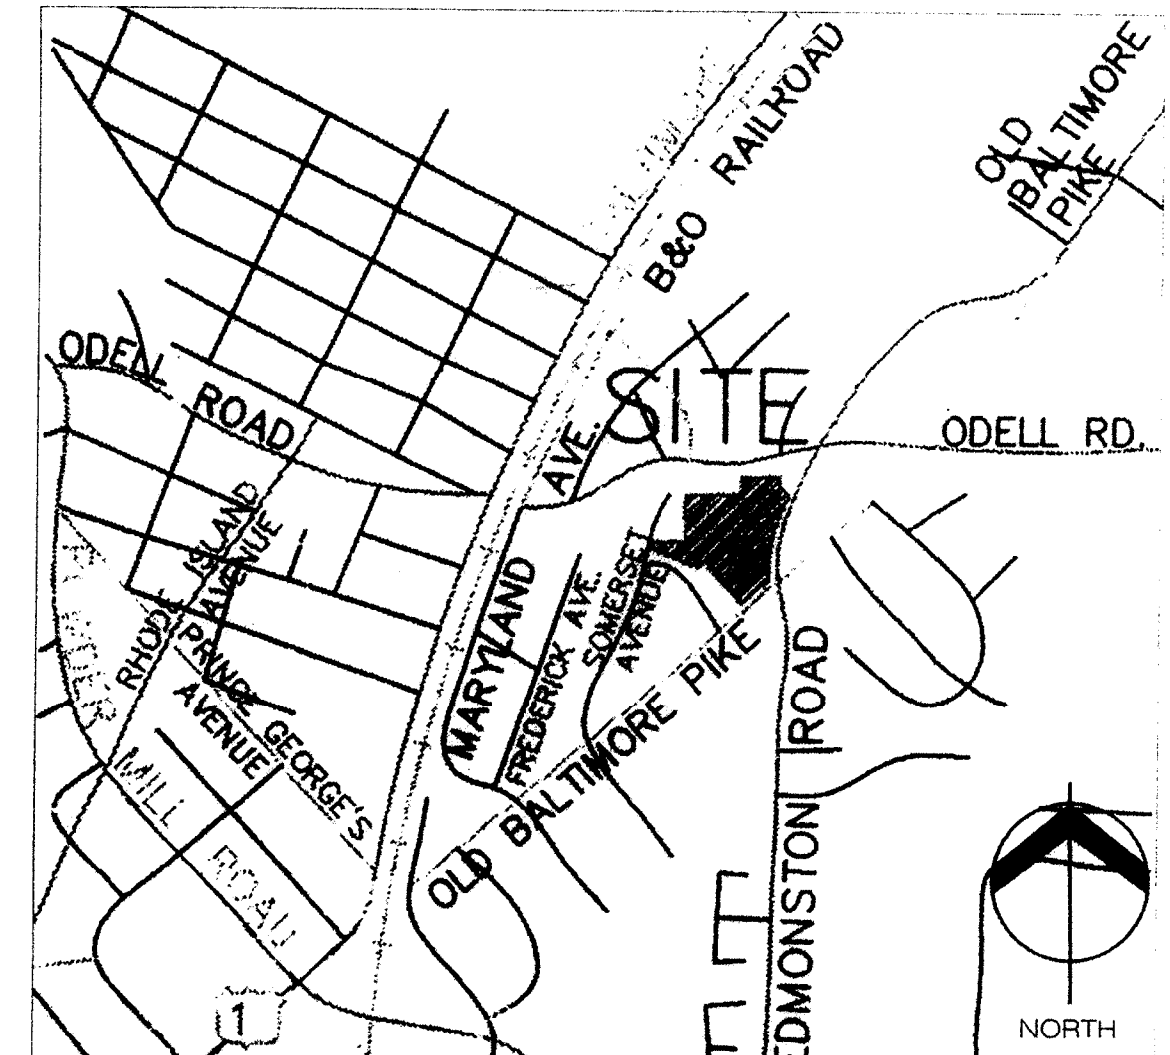 RAILROAD
B&O
OLD
BALTIMORE
PIKE
ODELL
ROAD
SITE
ODELL RD.
AVE.
MARYLAND
FREDERICK AVE.
SOMERSET
AVENUE
RHODE ISLAND
AVENUE
PRINCE GEORGE'S
AVENUE
OLD BALTIMORE PIKE
MILL ROAD
EDMONSTON ROAD
1
NORTH